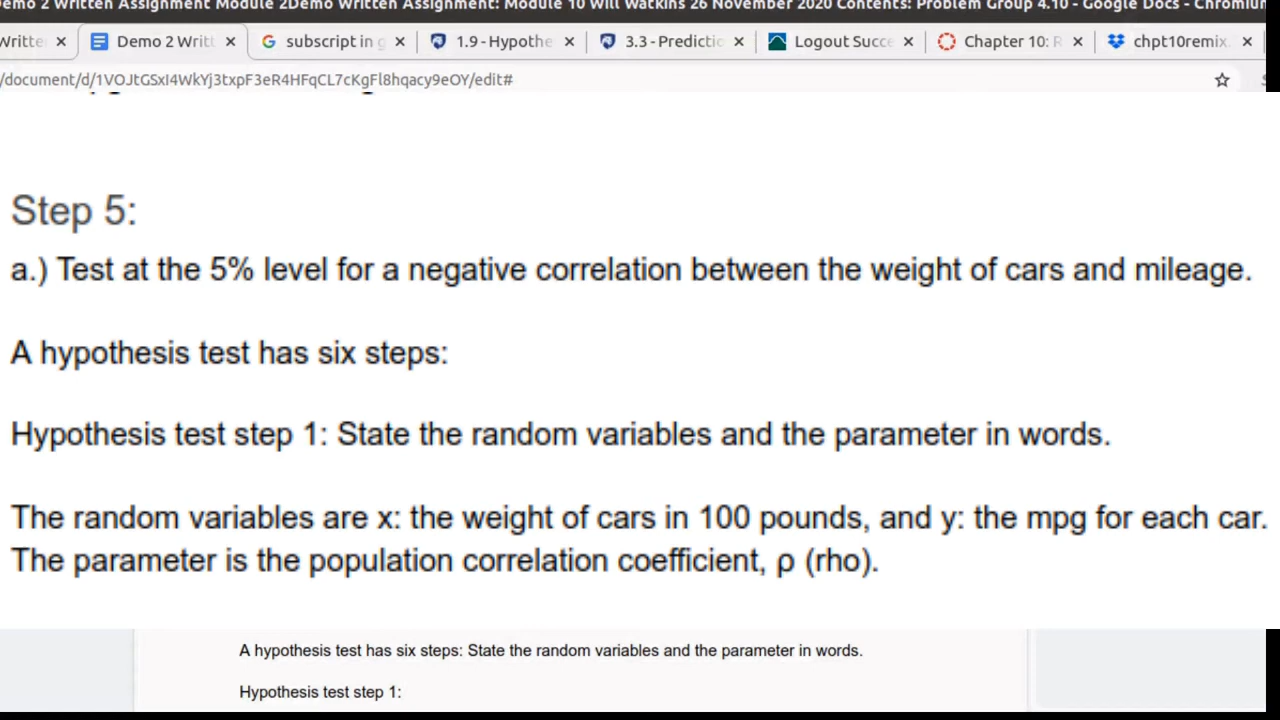 emo 2 Written Assignment Module 2Demo Written Assignment: Module 10 Will Watkins 26 November 2020 Contents: Problem Group 4.10 - Google Docs - Chromium
Writte Demo 2 Writt subscript in g 1.9 - Hypothe 3.3 - Predictio Logout Succe Chapter 10: R chpt10remix.
/document/d/1VOJtGSxI4WkYj3txpF3eR4HFqCL7cKgFl8hqacy9eOY/edit#
Step 5:
a.) Test at the 5% level for a negative correlation between the weight of cars and mileage.
A hypothesis test has six steps:
Hypothesis test step 1: State the random variables and the parameter in words.
The random variables are x: the weight of cars in 100 pounds, and y: the mpg for each car.
The parameter is the population correlation coefficient, ρ (rho).
A hypothesis test has six steps: State the random variables and the parameter in words.
Hypothesis test step 1: